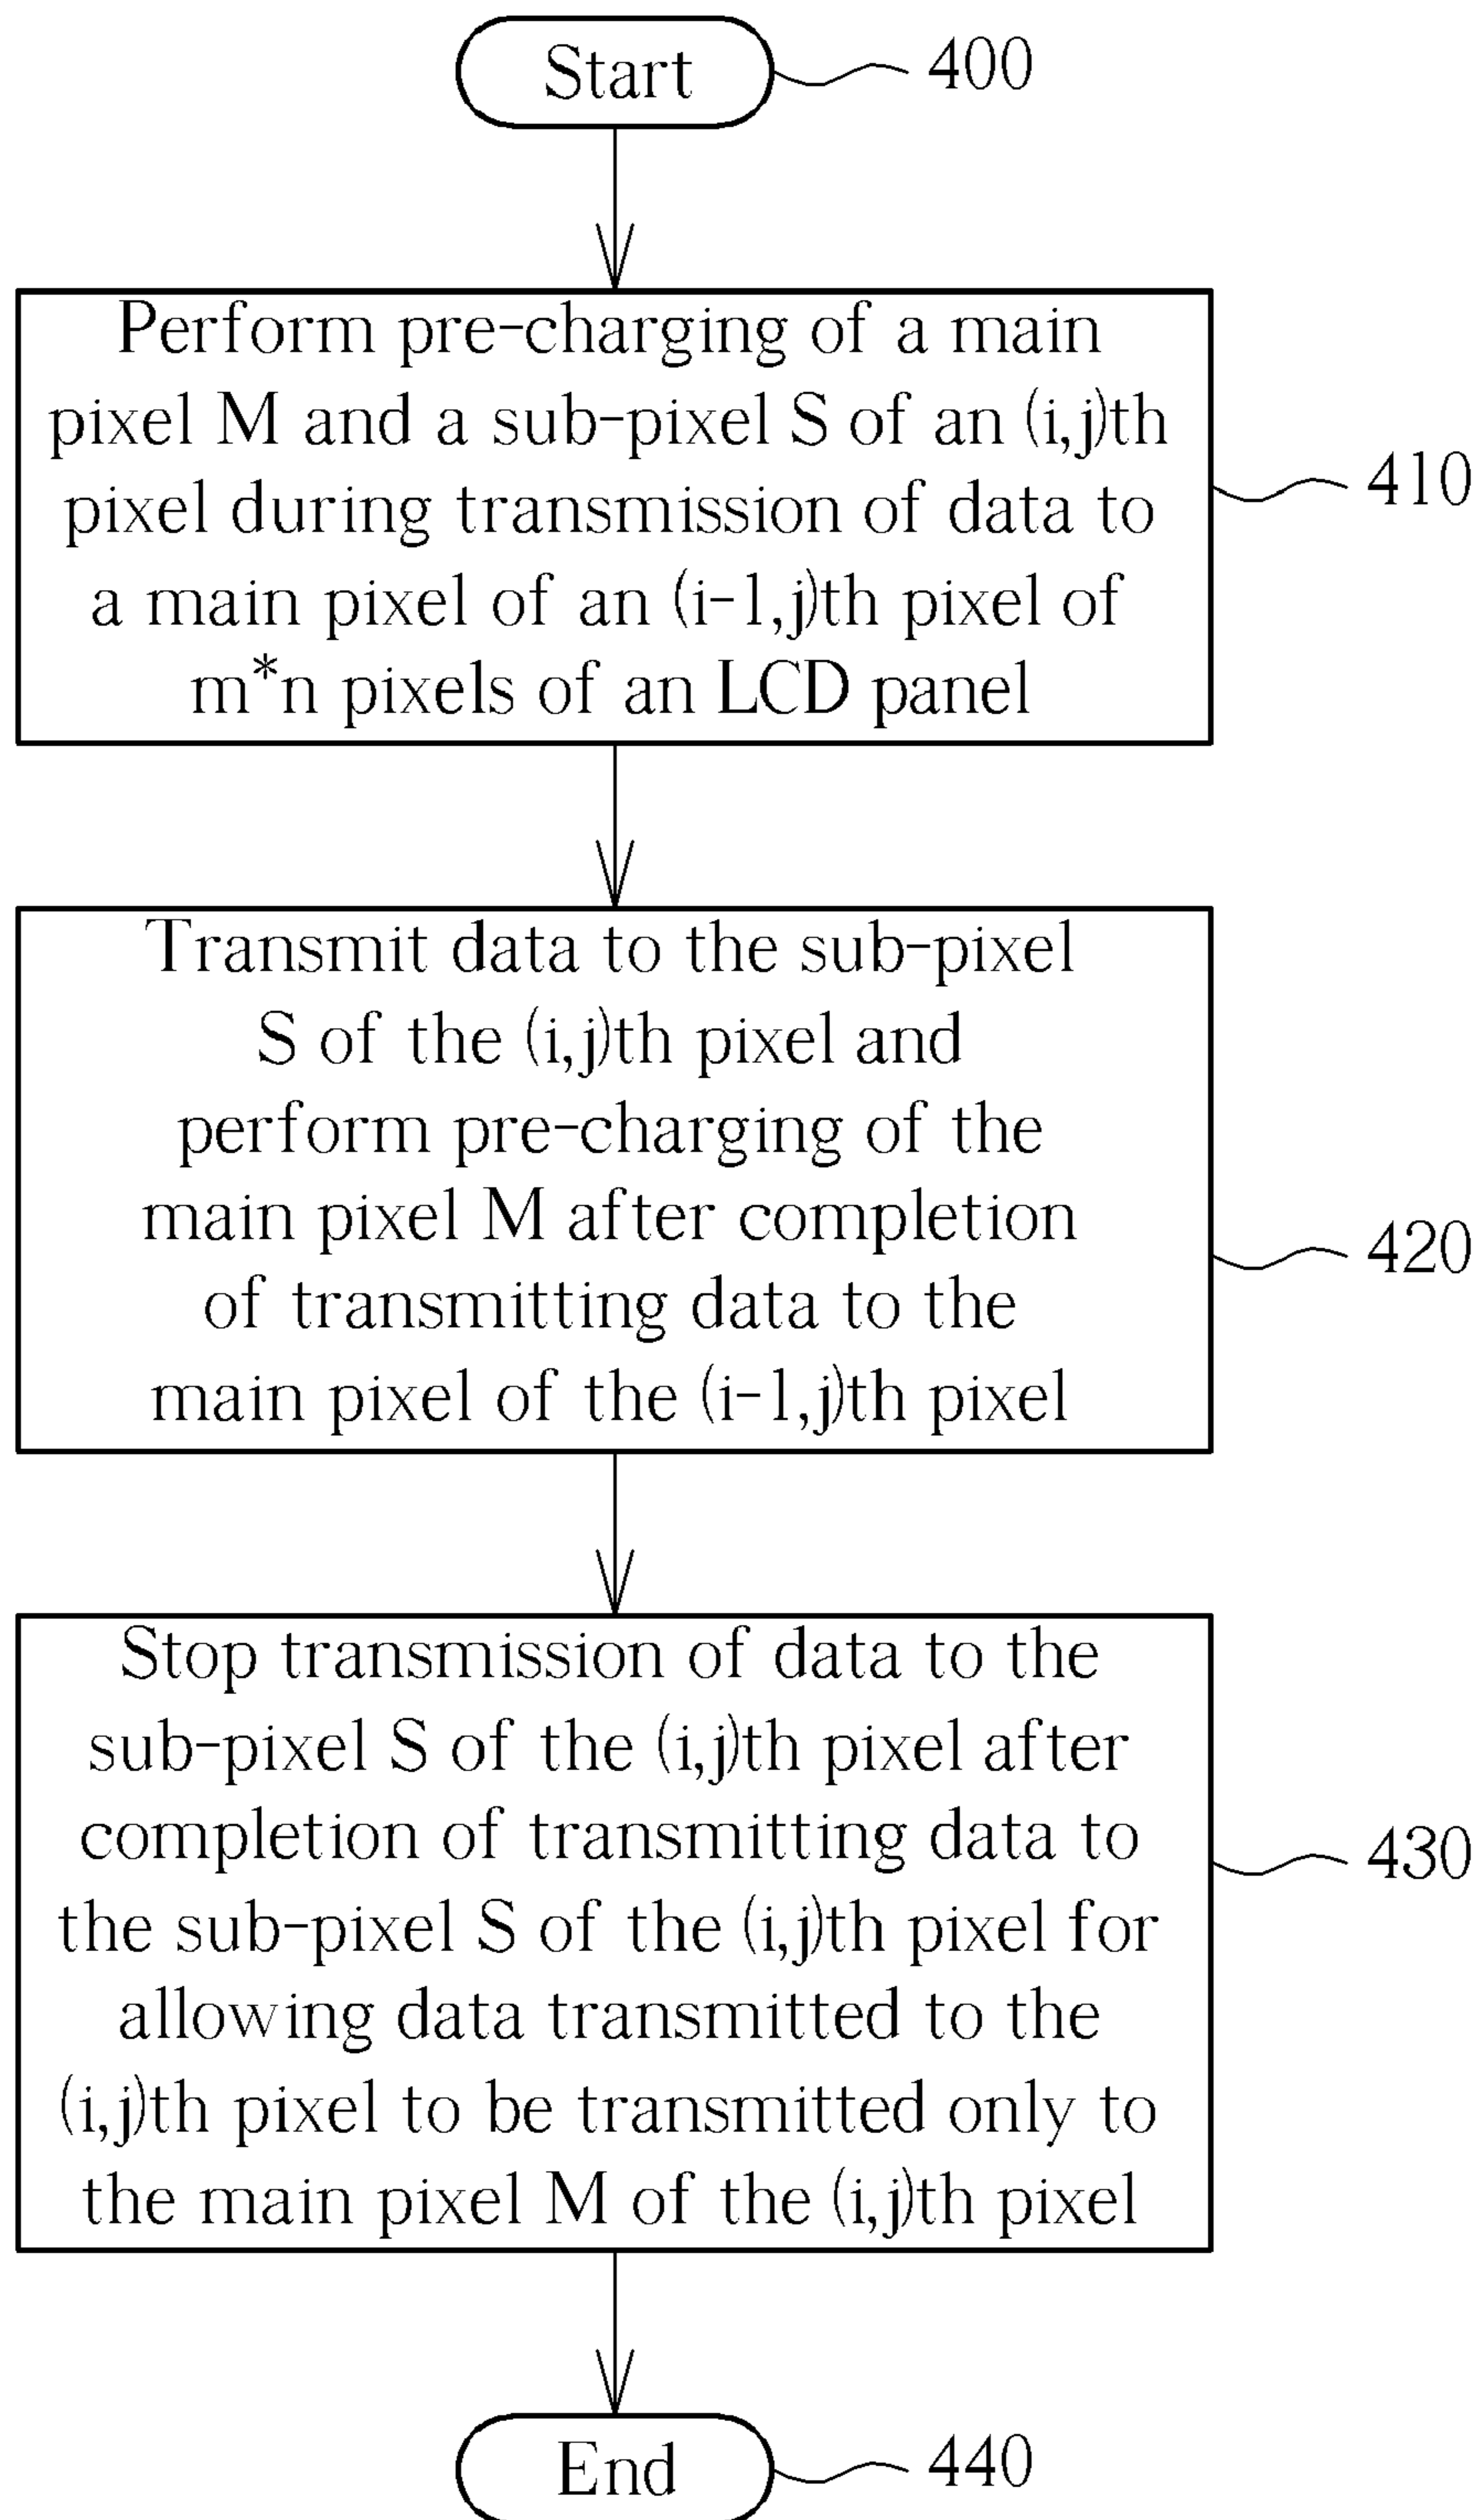 Start
400
Perform pre-charging of a main
pixel M and a sub-pixel S of an (i,j)th
pixel during transmission of data to
a main pixel of an (i-1,j)th pixel of
m*n pixels of an LCD panel
410
Transmit data to the sub-pixel
S of the (i,j)th pixel and
perform pre-charging of the
main pixel M after completion
of transmitting data to the
main pixel of the (i-1,j)th pixel
420
Stop transmission of data to the
sub-pixel S of the (i,j)th pixel after
completion of transmitting data to
the sub-pixel S of the (i,j)th pixel for
allowing data transmitted to the
(i,j)th pixel to be transmitted only to
the main pixel M of the (i,j)th pixel
430
End
440